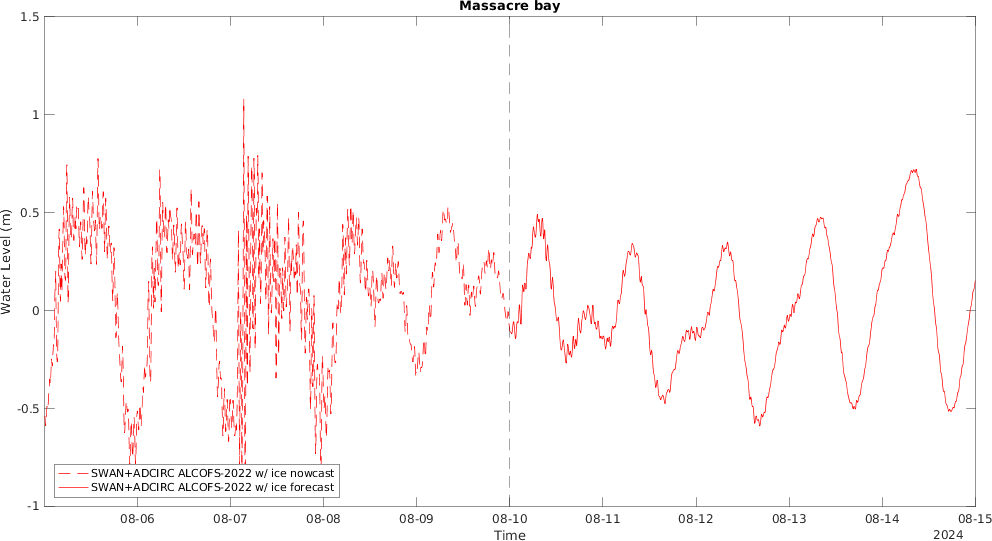 Massacre bay
1.5
1
0.5
0
-0.5
-1
Water Level (m)
SWAN+ADCIRC ALCOFS-2022 w/ ice nowcast
SWAN+ADCIRC ALCOFS-2022 w/ ice forecast
08-06 08-07 08-08 08-09 08-10 08-11 08-12 08-13 08-14 08-15
Time
2024